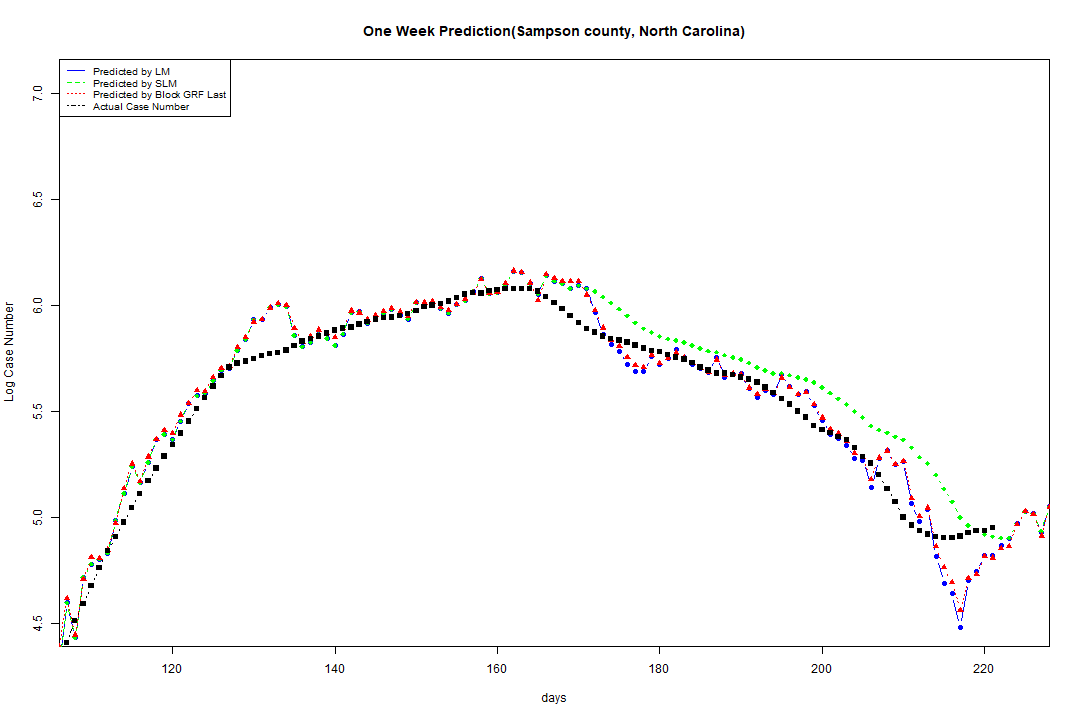 One Week Prediction(Sampson county, North Carolina)
Predicted by LM
Predicted by SLM
Predicted by Block GRF Last
Actual Case Number
7.0
6.5
6.0
5.5
5.0
4.5
Log Case Number
120 140 160 180 200 220
days